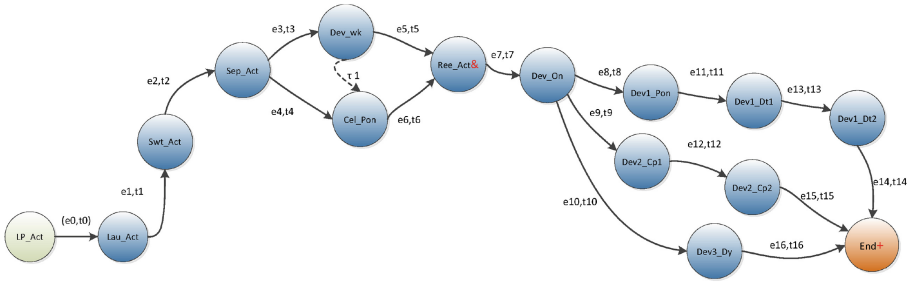 LP_Act
(e0,t0)
Lau_Act
e1,t1
Swt_Act
e2,t2
Sep_Act
e3,t3
Dev_wk
e4,t4
τ 1
Cel_Pon
e5,t5
e6,t6
Ree_Act&
e7,t7
Dev_On
e8,t8
Dev1_Pon
e11,t11
Dev1_Dt1
e13,t13
Dev1_Dt2
e14,t14
e9,t9
Dev2_Cp1
e12,t12
Dev2_Cp2
e15,t15
e10,t10
Dev3_Dy
e16,t16
End+